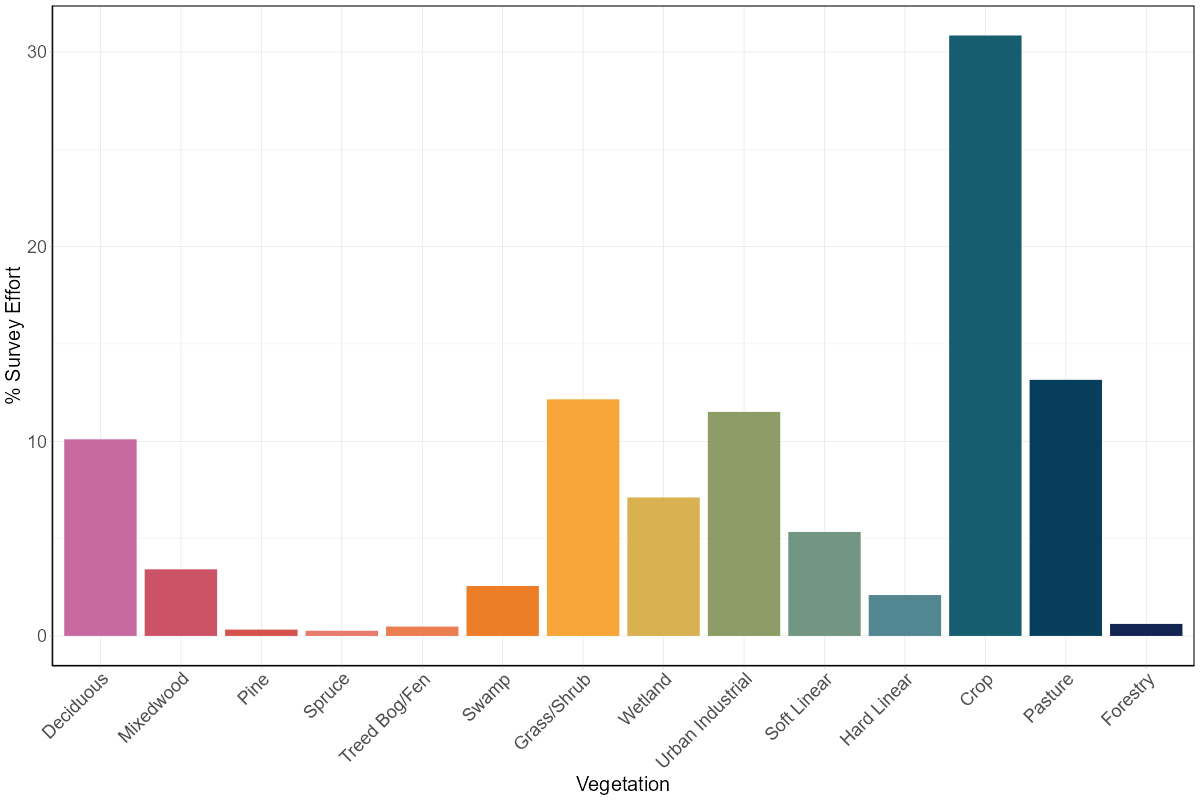 % Survey Effort
30
20
10
0
Deciduous
Mixedwood
Pine
Spruce
Treed Bog/Fen
Swamp
Grass/Shrub
Wetland
Urban Industrial
Soft Linear
Hard Linear
Crop
Pasture
Forestry
Vegetation